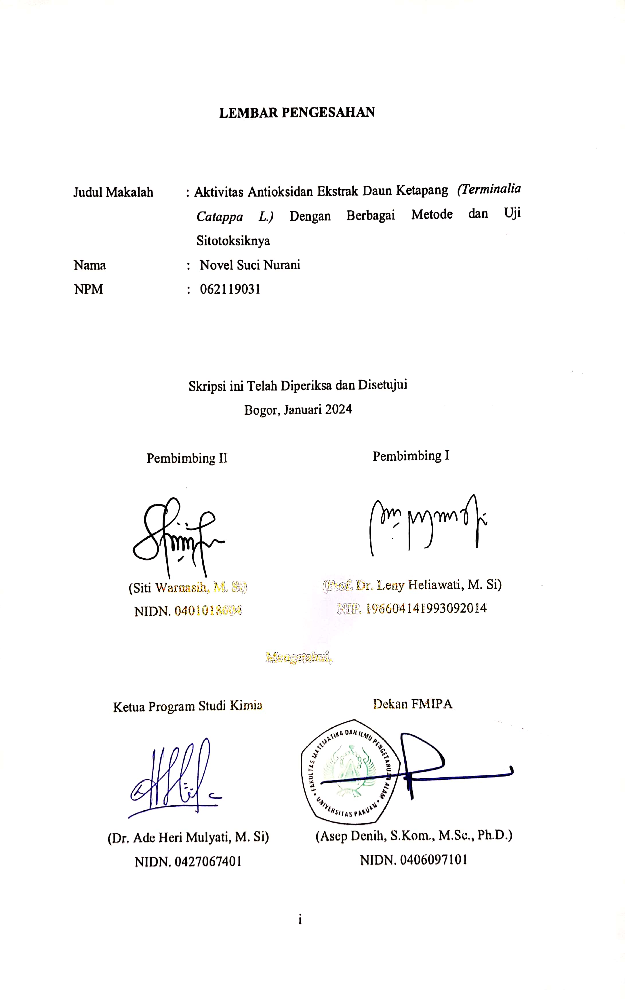 LEMBAR PENGESAHAN
Judul Makalah : Aktivitas Antioksidan Ekstrak Daun Ketapang (Terminalia
Catappa L.) Dengan Berbagai Metode dan Uji
Sitotoksiknya
Nama : Novel Suci Nurani
NPM : 062119031
Skripsi ini Telah Diperiksa dan Disetujui
Bogor, Januari 2024
Pembimbing II Pembimbing I
(Siti Warnasih, M. Si) (Prof. Dr. Leny Heliawati, M. Si)
NIDN. NIP. 196604141993092014
Mengetahui,
Ketua Program Studi Kimia Dekan FMIPA
FAKULTAS MATEMATIKA DAN ILMU PENGETAHUAN ALAM
• UNIVERSITAS PAKUAN •
(Dr. Ade Heri Mulyati, M. Si) (Asep Denih, S.Kom., M.Sc., Ph.D.)
NIDN. 0427067401 NIDN. 0406097101
i